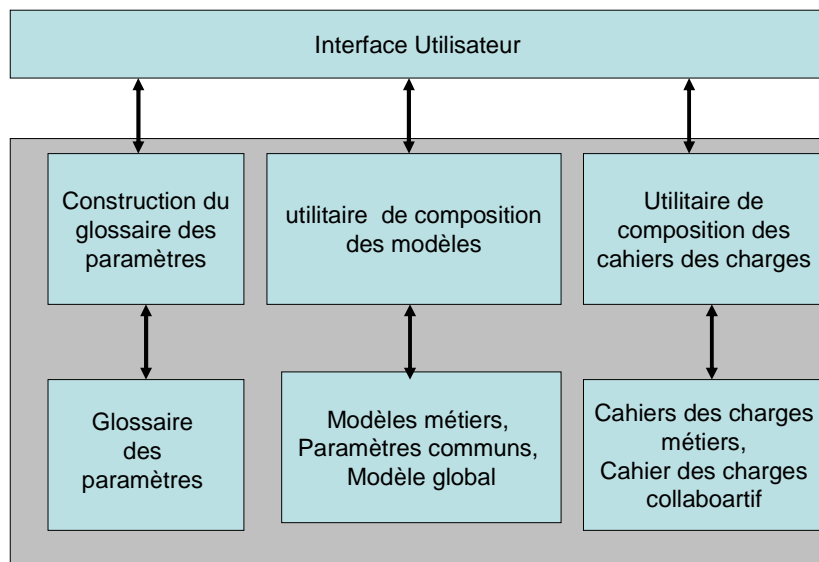 Interface Utilisateur
Construction du
glossaire des
paramètres
utilitaire de composition
des modèles
Utilitaire de
composition des
cahiers des charges
Glossaire
des
paramètres
Modèles métiers,
Paramètres communs,
Modèle global
Cahiers des charges
métiers,
Cahier des charges
collaboartif